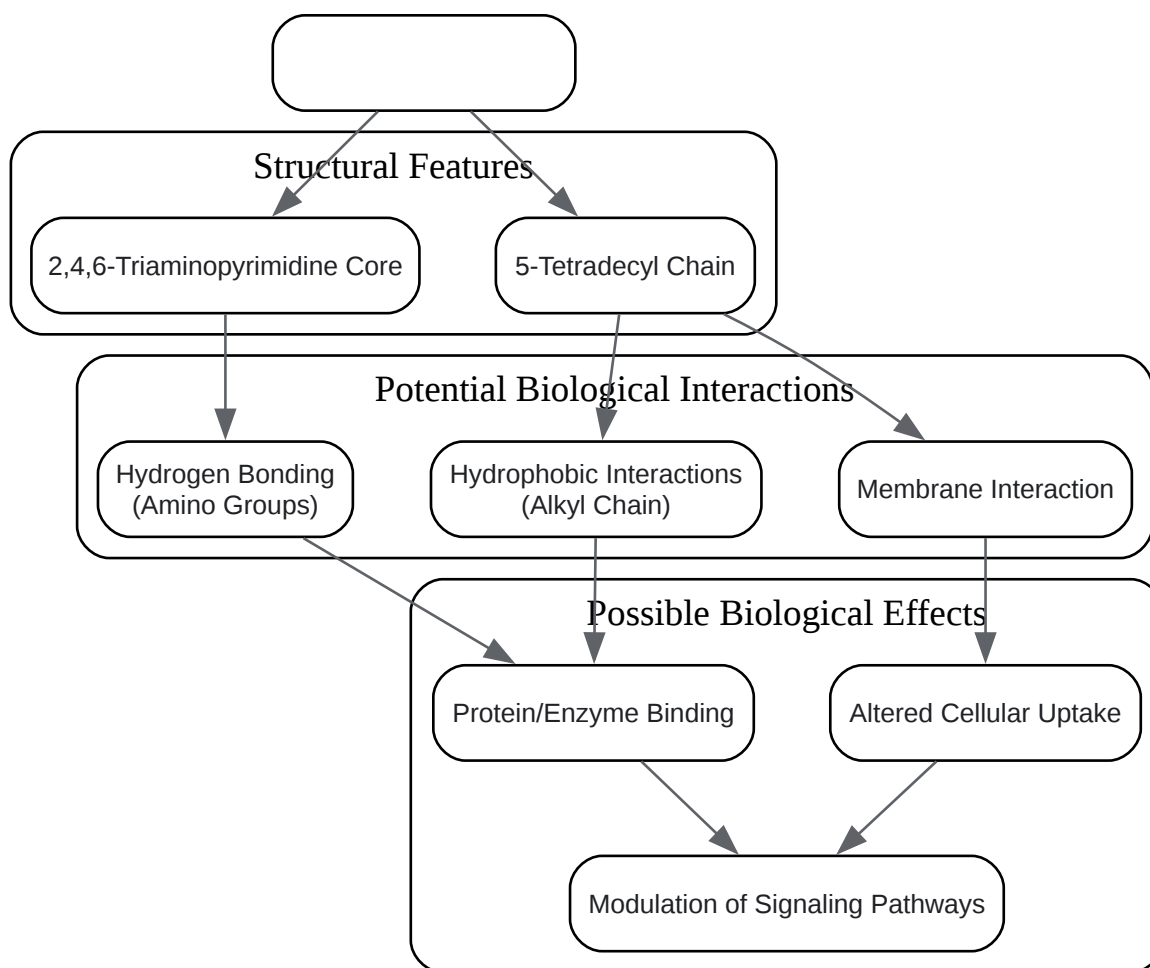 Structural Features
2,4,6-Triaminopyrimidine Core
5-Tetradecyl Chain
Potential Biological Interactions
Hydrogen Bonding
(Amino Groups)
Hydrophobic Interactions
(Alkyl Chain)
Membrane Interaction
Possible Biological Effects
Protein/Enzyme Binding
Altered Cellular Uptake
Modulation of Signaling Pathways